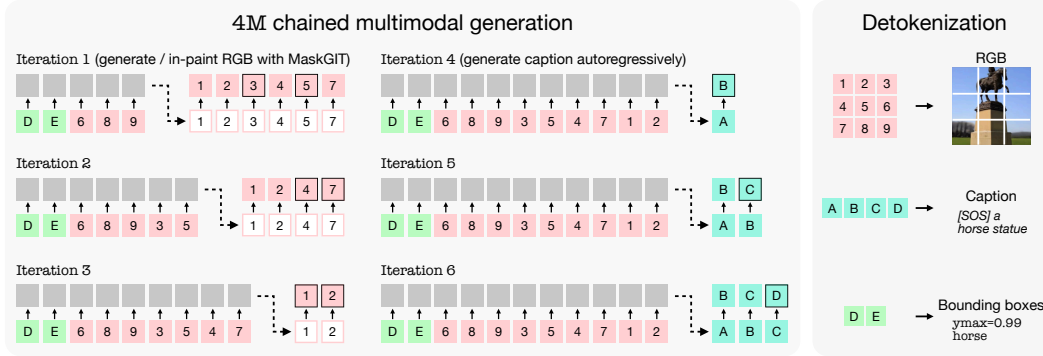 4M chained multimodal generation
Iteration 1 (generate / in-paint RGB with MaskGIT)
1 2 3 4 5 7
D E 6 8 9 1 2 3 4 5 7
Iteration 2
1 2 4 7
D E 6 8 9 3 5 1 2 4 7
Iteration 3
1 2
D E 6 8 9 3 5 4 7 1 2
Iteration 4 (generate caption autoregressively)
B
D E 6 8 9 3 5 4 7 1 2 A
Iteration 5
B C
D E 6 8 9 3 5 4 7 1 2 A B
Iteration 6
B C D
D E 6 8 9 3 5 4 7 1 2 A B C
Detokenization
RGB
1 2 3
4 5 6
7 8 9
A B C D
Caption
[SOS] a
horse statue
D E
Bounding boxes
ymax=0.99
horse